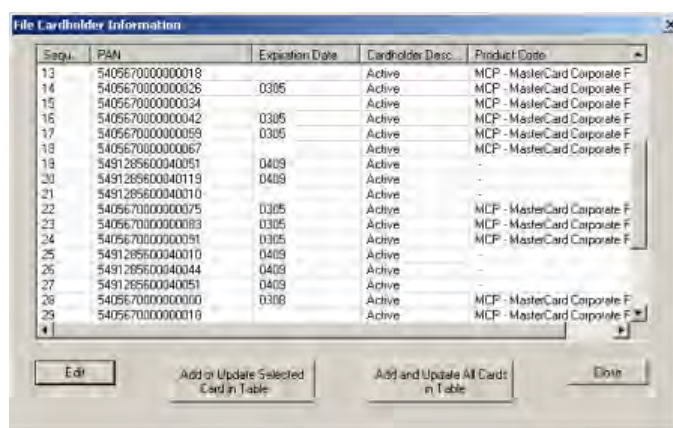 File Cardholder Information
Sequ. PAN Expiration Date Cardholder Desc... Product Code
13 5405670000000018 Active MCP - MasterCard Corporate F
14 5405670000000026 0305 Active MCP - MasterCard Corporate F
15 5405670000000034 Active MCP - MasterCard Corporate F
16 5405670000000042 0305 Active MCP - MasterCard Corporate F
17 5405670000000059 0305 Active MCP - MasterCard Corporate F
18 5405670000000067 Active MCP - MasterCard Corporate F
19 5491285600040051 0409 Active -
20 5491285600040119 0409 Active -
21 5491285600040010 Active -
22 5405670000000075 0305 Active MCP - MasterCard Corporate F
23 5405670000000083 0305 Active MCP - MasterCard Corporate F
24 5405670000000091 0305 Active MCP - MasterCard Corporate F
25 5491285600040010 0409 Active -
26 5491285600040044 0409 Active -
27 5491285600040051 0409 Active -
28 5405670000000000 0308 Active MCP - MasterCard Corporate F
29 5405670000000018 Active MCP - MasterCard Corporate F
Edit Add or Update Selected Add and Update All Cards Close
Card in Table in Table